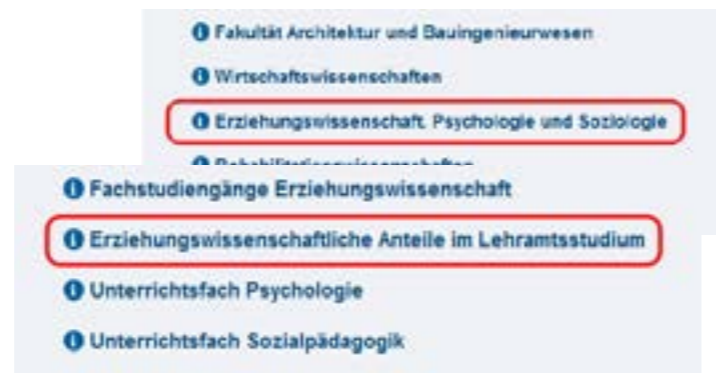 Fakultät Architektur und Bauingenieurwesen
Wirtschaftswissenschaften
Erziehungswissenschaft, Psychologie und Soziologie
Rehabilitationswissenschaften
Fachstudiengänge Erziehungswissenschaft
Erziehungswissenschaftliche Anteile im Lehramtsstudium
Unterrichtsfach Psychologie
Unterrichtsfach Sozialpädagogik